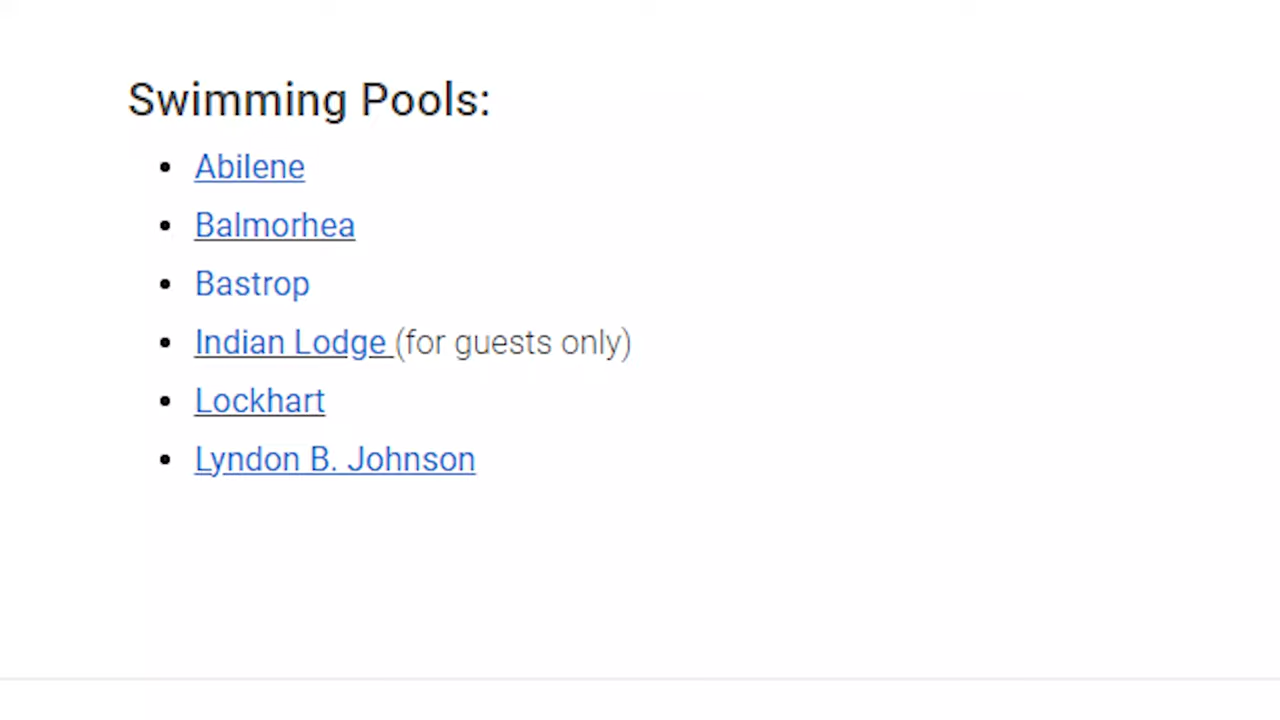 Swimming Pools:
Abilene
Balmorhea
Bastrop
Indian Lodge (for guests only)
Lockhart
Lyndon B. Johnson